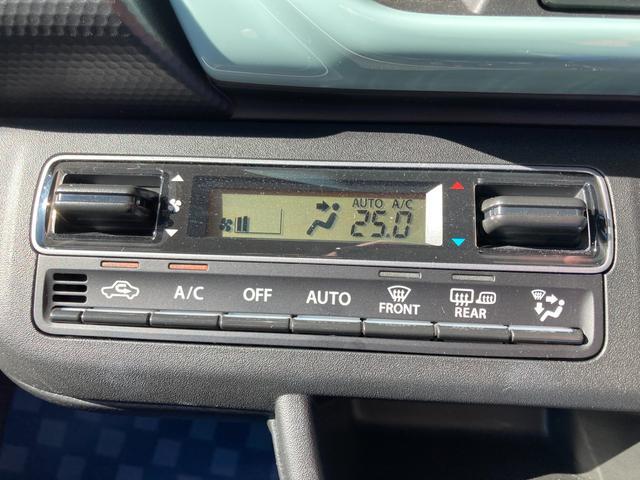 AUTO A/C
25.0
A/C
OFF
AUTO
FRONT
REAR